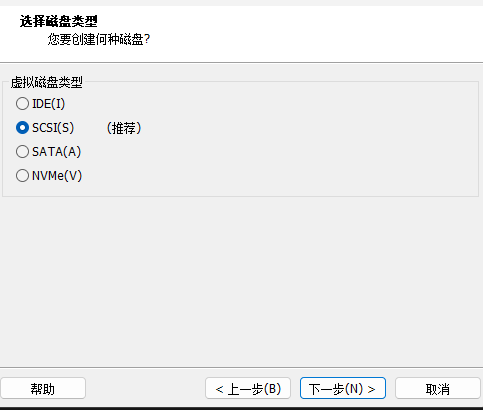 选择磁盘类型
您要创建何种磁盘?
虚拟磁盘类型
IDE(I)
SCSI(S) （推荐）
SATA(A)
NVMe(V)
帮助 < 上一步(B) 下一步(N) > 取消